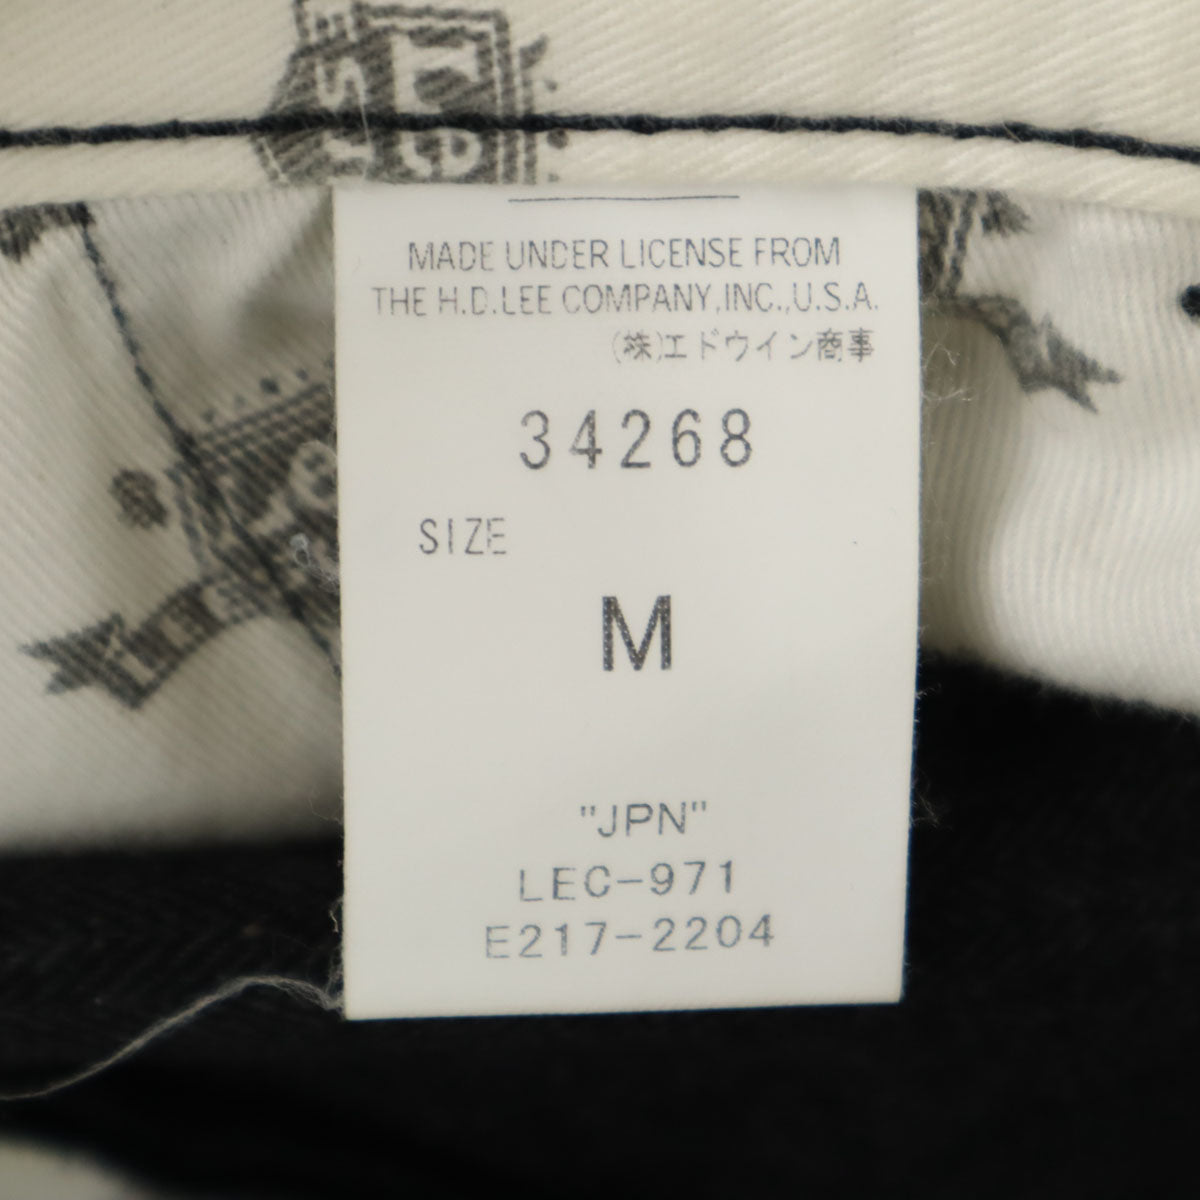 MADE UNDER LICENSE FROM
THE H.D.LEE COMPANY,INC.,U.S.A.
(株)エドウイン商事
34268
SIZE
M
"JPN"
LEC-971
E217-2204